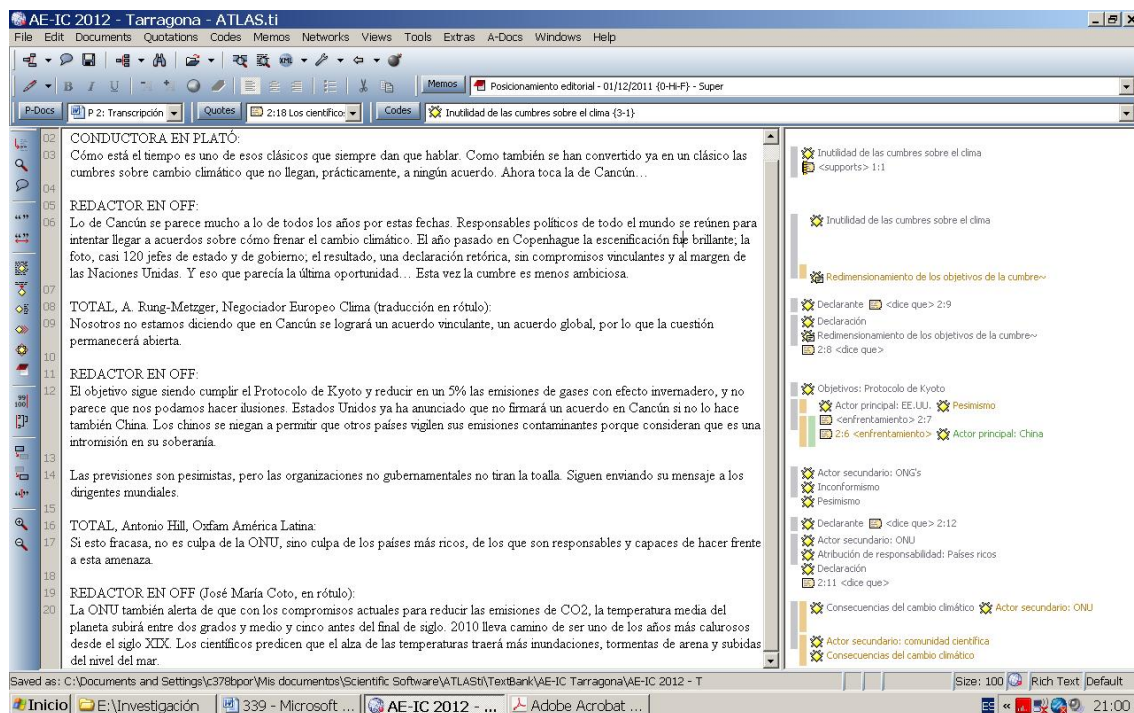 AE-IC 2012 - Tarragona - ATLAS.ti
File Edit Documents Quotations Codes Memos Networks Views Tools Extras A-Docs Windows Help
Memos Posicionamiento editorial - 01/12/2011 {0-Hi-F} - Super
P-Docs P 2: Transcripción Quotes 2:18 Los científico: Codes Inutilidad de las cumbres sobre el clima {3-1}
02 CONDUCTORA EN PLATÓ:
03 Cómo está el tiempo es uno de esos clásicos que siempre dan que hablar. Como también se han convertido ya en un clásico las
cumbres sobre cambio climático que no llegan, prácticamente, a ningún acuerdo. Ahora toca la de Cancún…
04
05 REDACTOR EN OFF:
06 Lo de Cancún se parece mucho a lo de todos los años por estas fechas. Responsables políticos de todo el mundo se reúnen para
intentar llegar a acuerdos sobre cómo frenar el cambio climático. El año pasado en Copenhague la escenificación fue brillante; la
foto, casi 120 jefes de estado y de gobierno; el resultado, una declaración retórica, sin compromisos vinculantes y al margen de
las Naciones Unidas. Y eso que parecía la última oportunidad… Esta vez la cumbre es menos ambiciosa.
07
08 TOTAL, A. Rung-Metzger, Negociador Europeo Clima (traducción en rótulo):
09 Nosotros no estamos diciendo que en Cancún se logrará un acuerdo vinculante, un acuerdo global, por lo que la cuestión
permanecerá abierta.
10
11 REDACTOR EN OFF:
12 El objetivo sigue siendo cumplir el Protocolo de Kyoto y reducir en un 5% las emisiones de gases con efecto invernadero, y no
parece que nos podamos hacer ilusiones. Estados Unidos ya ha anunciado que no firmará un acuerdo en Cancún si no lo hace
también China. Los chinos se niegan a permitir que otros países vigilen sus emisiones contaminantes porque consideran que es una
intromisión en su soberanía.
13
14 Las previsiones son pesimistas, pero las organizaciones no gubernamentales no tiran la toalla. Siguen enviando su mensaje a los
dirigentes mundiales.
15
16 TOTAL, Antonio Hill, Oxfam América Latina:
17 Si esto fracasa, no es culpa de la ONU, sino culpa de los países más ricos, de los que son responsables y capaces de hacer frente
a esta amenaza.
18
19 REDACTOR EN OFF (José María Coto, en rótulo):
20 La ONU también alerta de que con los compromisos actuales para reducir las emisiones de CO2, la temperatura media del
planeta subirá entre dos grados y medio y cinco antes del final de siglo. 2010 lleva camino de ser uno de los años más calurosos
desde el siglo XIX. Los científicos predicen que el alza de las temperaturas traerá más inundaciones, tormentas de arena y subidas
del nivel del mar.
Inutilidad de las cumbres sobre el clima
<supports> 1:1
Inutilidad de las cumbres sobre el clima
Redimensionamiento de los objetivos de la cumbre~
Declarante <dice que> 2:9
Declaración
Redimensionamiento de los objetivos de la cumbre~
2:8 <dice que>
Objetivos: Protocolo de Kyoto
Actor principal: EE.UU. Pesimismo
<enfrentamiento> 2:7
2:6 <enfrentamiento> Actor principal: China
Actor secundario: ONG's
Inconformismo
Pesimismo
Declarante <dice que> 2:12
Actor secundario: ONU
Atribución de responsabilidad: Países ricos
Declaración
2:11 <dice que>
Consecuencias del cambio climático Actor secundario: ONU
Actor secundario: comunidad científica
Consecuencias del cambio climático
Saved as: C:\Documents and Settings\c378bpor\Mis documentos\Scientific Software\ATLASti\TextBank\AE-IC Tarragona\AE-IC 2012 - T Size: 100 Rich Text Default
Inicio E:\Investigación 339 - Microsoft ... AE-IC 2012 - ... Adobe Acrobat ... ES « 21:00